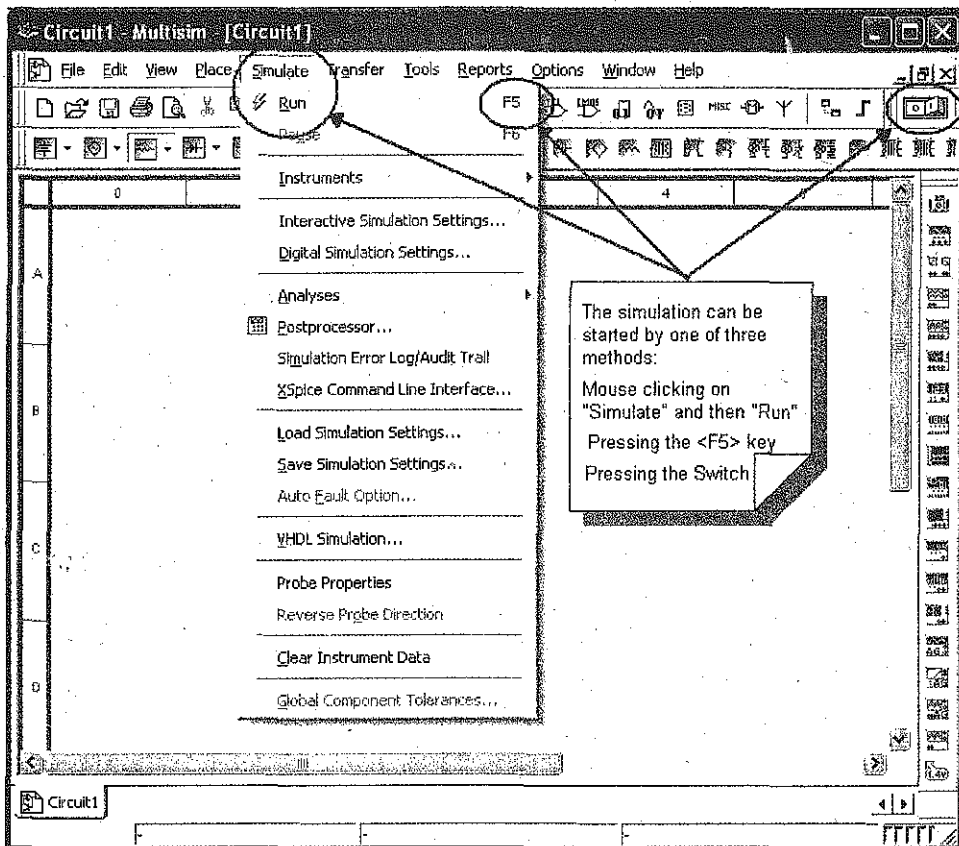 Circuit1 - Multisim - [Circuit1]
File Edit View Place Simulate Transfer Tools Reports Options Window Help
Run F5
MISC
Pause F6
Instruments
0 4
Interactive Simulation Settings...
Digital Simulation Settings...
A
Analyses
Postprocessor...
Simulation Error Log/Audit Trail
XSpice Command Line Interface...
B
Load Simulation Settings...
Save Simulation Settings...
Auto Fault Option...
C
VHDL Simulation...
Probe Properties
Reverse Probe Direction
Clear Instrument Data
D
Global Component Tolerances...
The simulation can be
started by one of three
methods:
Mouse clicking on
"Simulate" and then "Run"
Pressing the <F5> key
Pressing the Switch
1.4v
Circuit1